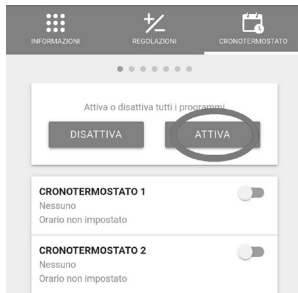 INFORMAZIONI
REGOLAZIONI
CRONOTERMOSTATO
Attiva o disattiva tutti i programmi
DISATTIVA
ATTIVA
CRONOTERMOSTATO 1
Nessuno
Orario non impostato
CRONOTERMOSTATO 2
Nessuno
Orario non impostato